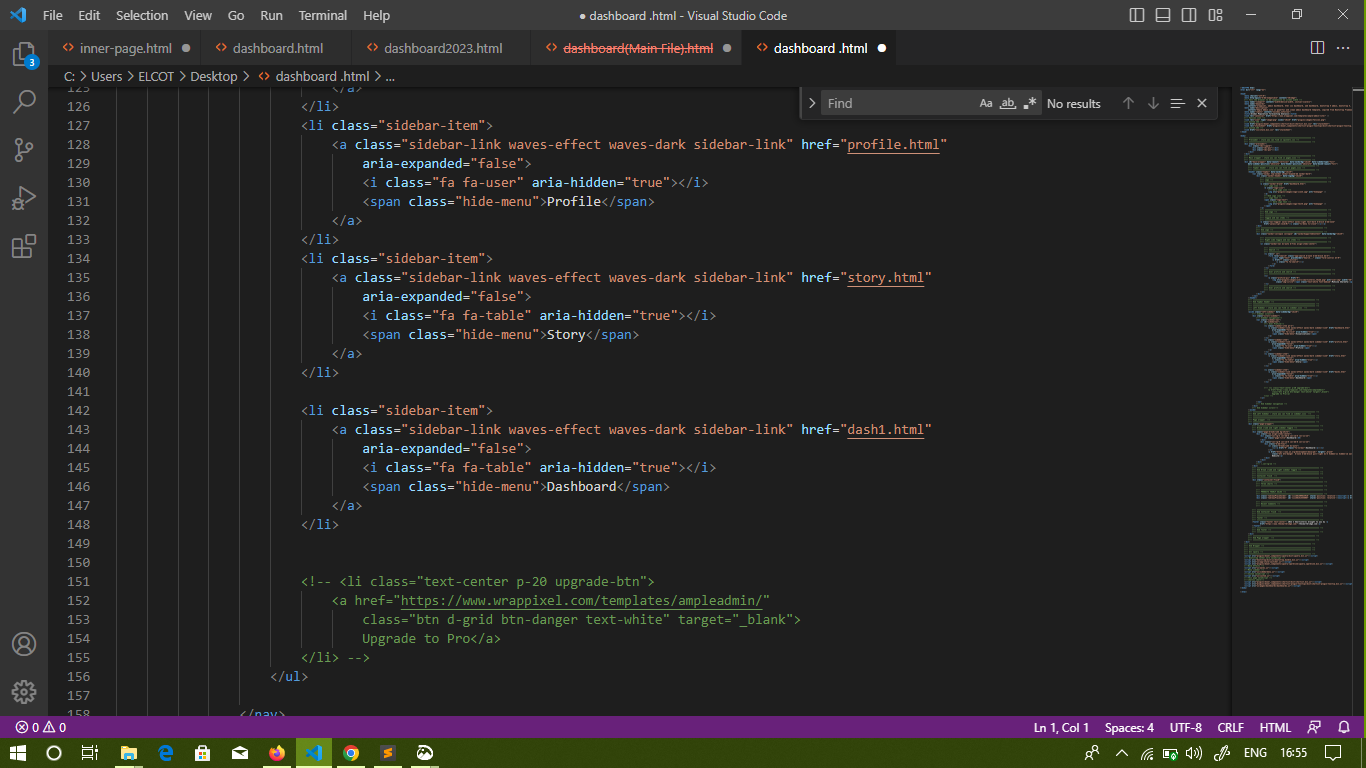 File Edit Selection View Go Run Terminal Help
● dashboard .html - Visual Studio Code
inner-page.html
dashboard.html
dashboard2023.html
dashboard(Main File).html
dashboard .html
C: > Users > ELCOT > Desktop > dashboard .html > ...
3
Find Aa ab .* No results
125 </a>
126 </li>
127 <li class="sidebar-item">
128 <a class="sidebar-link waves-effect waves-dark sidebar-link" href="profile.html"
129 aria-expanded="false">
130 <i class="fa fa-user" aria-hidden="true"></i>
131 <span class="hide-menu">Profile</span>
132 </a>
133 </li>
134 <li class="sidebar-item">
135 <a class="sidebar-link waves-effect waves-dark sidebar-link" href="story.html"
136 aria-expanded="false">
137 <i class="fa fa-table" aria-hidden="true"></i>
138 <span class="hide-menu">Story</span>
139 </a>
140 </li>
141
142 <li class="sidebar-item">
143 <a class="sidebar-link waves-effect waves-dark sidebar-link" href="dash1.html"
144 aria-expanded="false">
145 <i class="fa fa-table" aria-hidden="true"></i>
146 <span class="hide-menu">Dashboard</span>
147 </a>
148 </li>
149
150
151 <!-- <li class="text-center p-20 upgrade-btn">
152 <a href="https://www.wrappixel.com/templates/ampleadmin/"
153 class="btn d-grid btn-danger text-white" target="_blank">
154 Upgrade to Pro</a>
155 </li> -->
156 </ul>
157
158 </nav>
0 0
Ln 1, Col 1 Spaces: 4 UTF-8 CRLF HTML
ENG 16:55